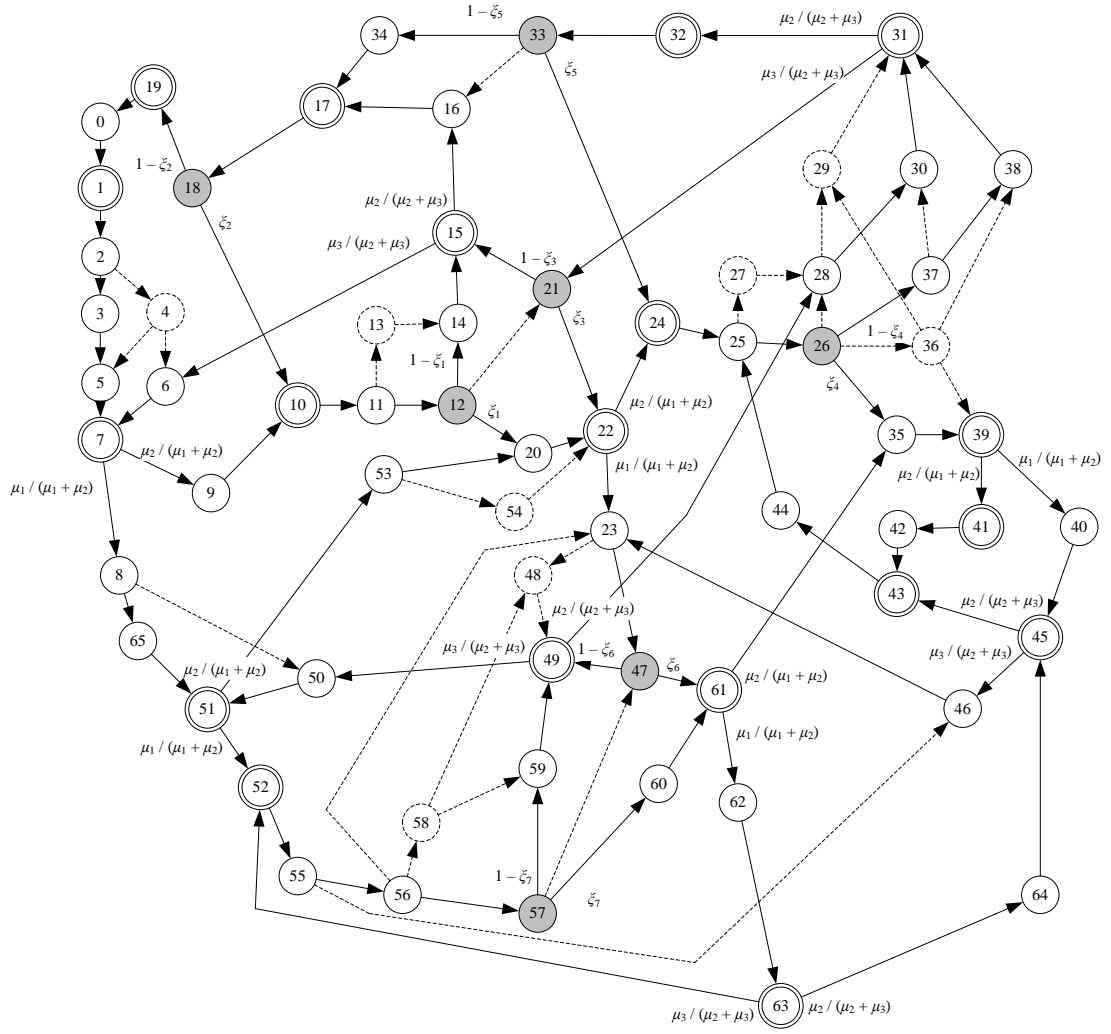 1 − ξ5
33
34
32
μ2 / (μ2 + μ3)
31
ξ5
μ3 / (μ2 + μ3)
19
17
16
0
1 − ξ2
18
1
29
30
38
μ2 / (μ2 + μ3)
ξ2
15
μ3 / (μ2 + μ3)
2
1 − ξ3
21
27
28
37
3
4
13
14
ξ3
24
25
26
1 − ξ4
36
1 − ξ1
5
6
ξ4
10
11
12
ξ1
μ2 / (μ1 + μ2)
7
μ2 / (μ1 + μ2)
20
22
35
39
μ1 / (μ1 + μ2)
μ1 / (μ1 + μ2)
μ2 / (μ1 + μ2)
53
μ1 / (μ1 + μ2)
9
54
44
23
42
41
40
8
48
43
μ2 / (μ2 + μ3)
μ2 / (μ2 + μ3)
65
45
μ3 / (μ2 + μ3)
49
1 − ξ6
μ3 / (μ2 + μ3)
μ2 / (μ1 + μ2)
50
47
ξ6
61
μ2 / (μ1 + μ2)
51
46
μ1 / (μ1 + μ2)
μ1 / (μ1 + μ2)
52
59
60
62
58
55
56
1 − ξ7
57
ξ7
64
63
μ3 / (μ2 + μ3)
μ2 / (μ2 + μ3)